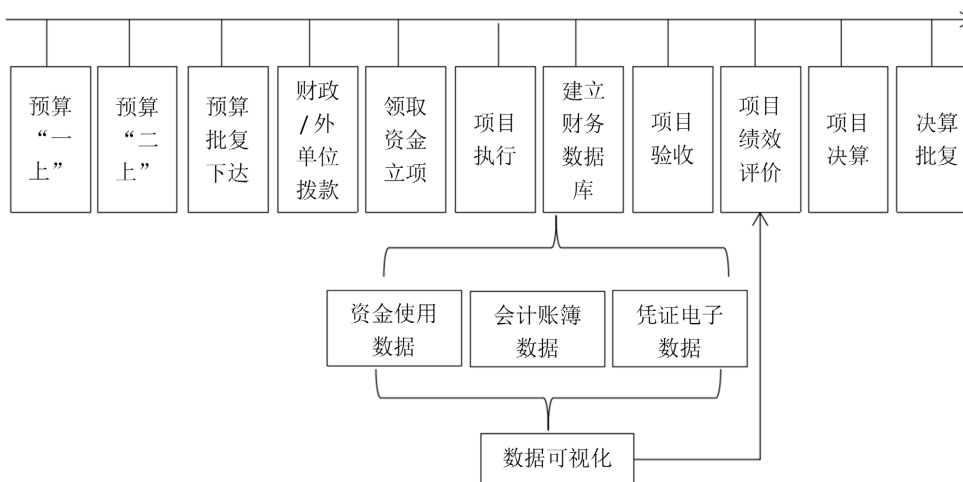 预算
“一
上”
预算
“二
上”
预算
批复
下达
财政
/ 外
单位
拨款
领取
资金
立项
项目
执行
建立
财务
数据
库
项目
验收
项目
绩效
评价
项目
决算
决算
批复
资金使用
数据
会计账簿
数据
凭证电子
数据
数据可视化